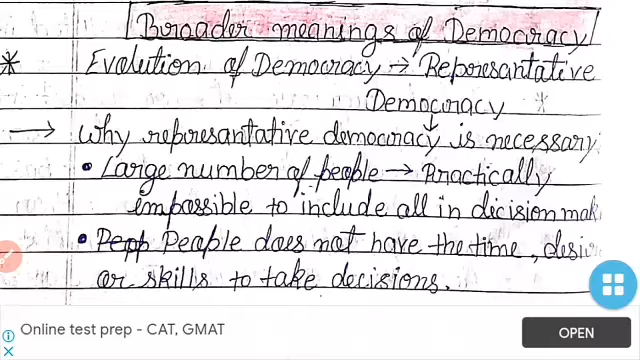 Broader meanings of Democracy
* Evolution of Democracy → Represantative
Democracy *
→ Why represantative democracy is necessary
• Large number of people → Practically
impossible to include all in decision mak
• People does not have the time, desi
or skills to take decisions.
Online test prep - CAT, GMAT
OPEN